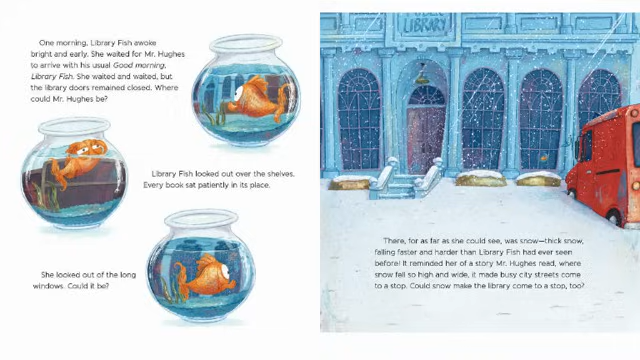 One morning, Library Fish awoke
bright and early. She waited for Mr. Hughes
to arrive with his usual Good morning,
Library Fish. She waited and waited, but
the library doors remained closed. Where
could Mr. Hughes be?
Library Fish looked out over the shelves.
Every book sat patiently in its place.
She looked out of the long
windows. Could it be?
PUBLIC
LIBRARY
There, for as far as she could see, was snow—thick snow,
falling faster and harder than Library Fish had ever seen
before! It reminded her of a story Mr. Hughes read, where
snow fell so high and wide, it made busy city streets come
to a stop. Could snow make the library come to a stop, too?